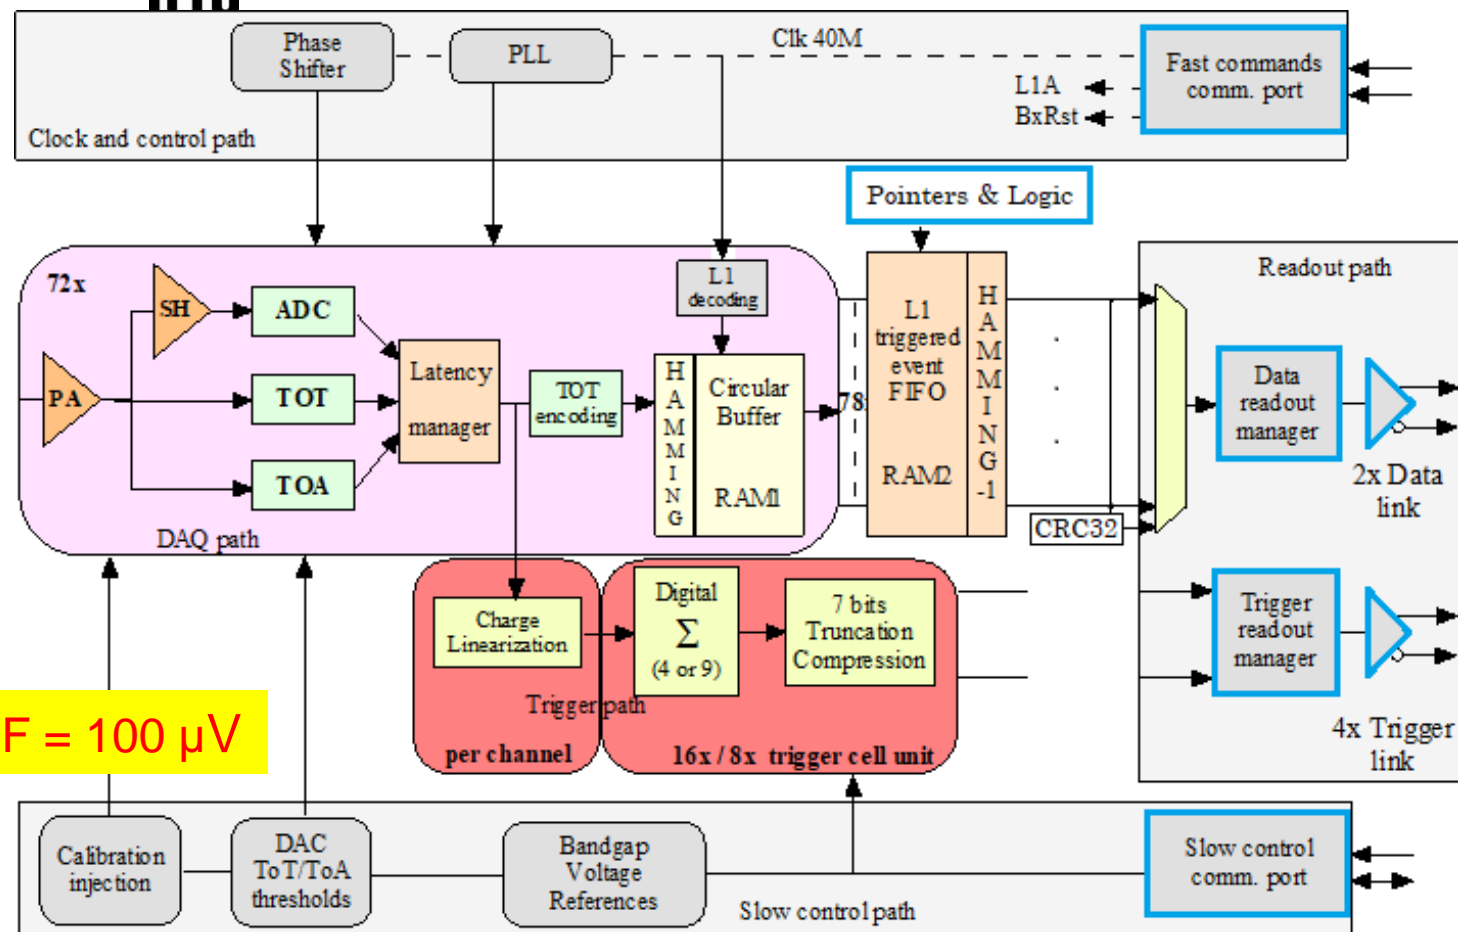 Phase
Shifter
PLL
Clk 40M
Fast commands
comm. port
L1A
BxRst
Clock and control path
Pointers & Logic
72x
SH
ADC
PA
TOT
TOA
Latency
manager
TOT
encoding
L1
decoding
H
A
M
M
I
N
G
Circular
Buffer
RAM1
DAQ path
78
L1
triggered
event
FIFO
RAM2
H
A
M
M
I
N
G
-1
CRC32
Readout path
Data
readout
manager
2x Data
link
Charge
Linearization
Digital
Σ
(4 or 9)
7 bits
Truncation
Compression
Trigger path
per channel
16x / 8x trigger cell unit
Trigger
readout
manager
4x Trigger
link
F = 100 µV
Calibration
injection
DAC
ToT/ToA
thresholds
Bandgap
Voltage
References
Slow control path
Slow control
comm. port